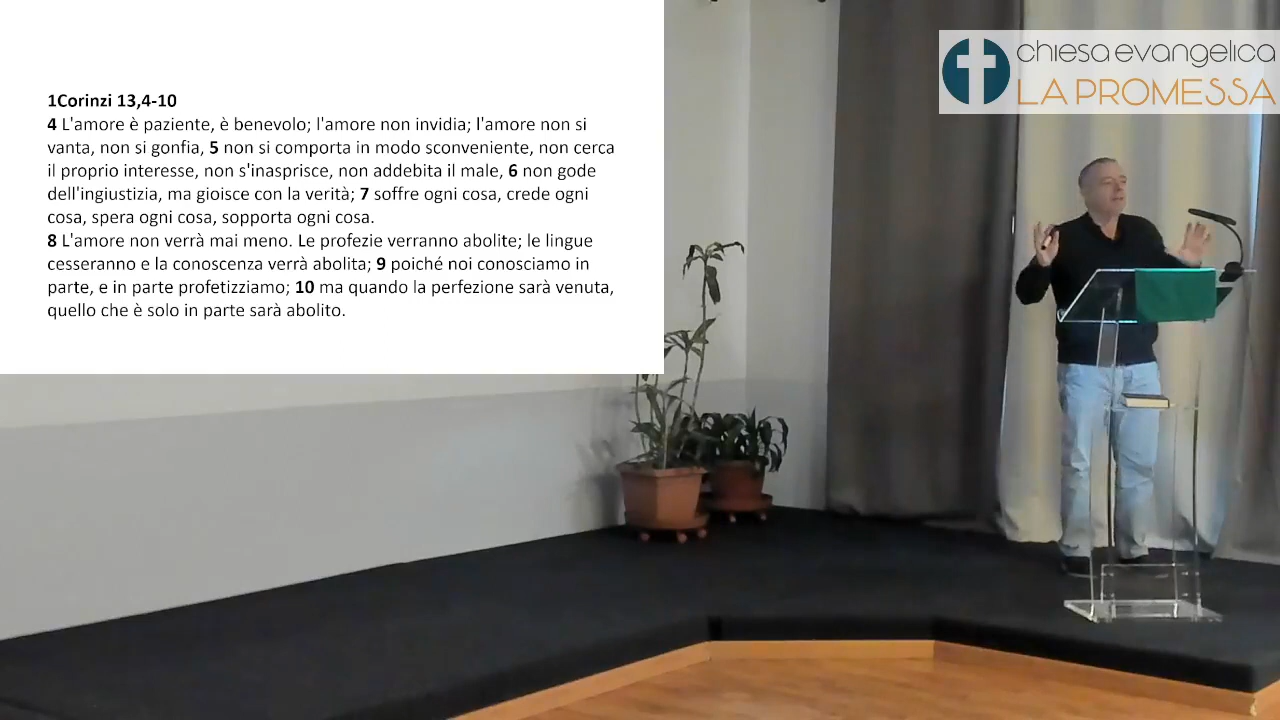 1Corinzi 13,4-10
4 L'amore è paziente, è benevolo; l'amore non invidia; l'amore non si
vanta, non si gonfia, 5 non si comporta in modo sconveniente, non cerca
il proprio interesse, non s'inasprisce, non addebita il male, 6 non gode
dell'ingiustizia, ma gioisce con la verità; 7 soffre ogni cosa, crede ogni
cosa, spera ogni cosa, sopporta ogni cosa.
8 L'amore non verrà mai meno. Le profezie verranno abolite; le lingue
cesseranno e la conoscenza verrà abolita; 9 poiché noi conosciamo in
parte, e in parte profetizziamo; 10 ma quando la perfezione sarà venuta,
quello che è solo in parte sarà abolito.
chiesa evangelica
LA PROMESSA